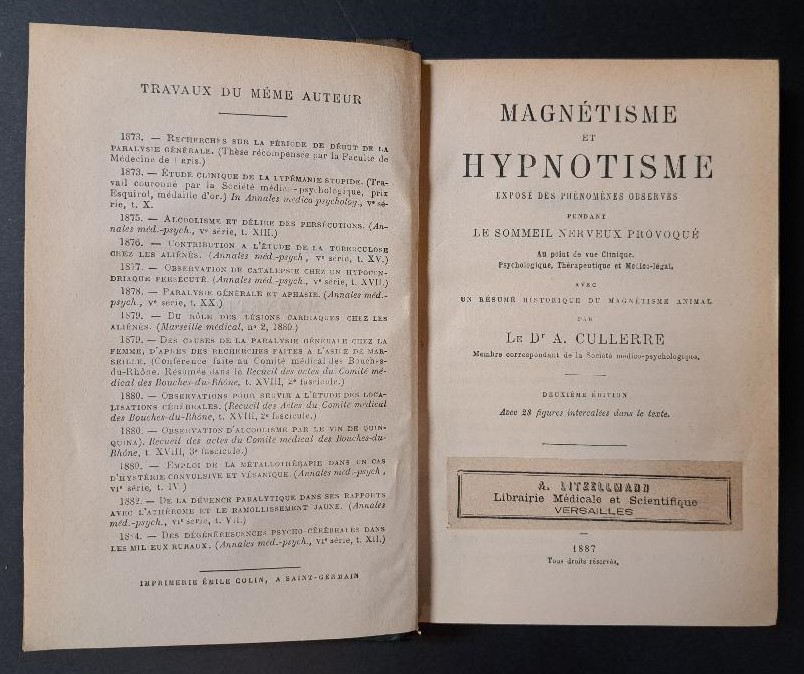 TRAVAUX DU MÊME AUTEUR
1873. — RECHERCHES SUR LA PÉRIODE DE DÉBUT DE LA
PARALYSIE GÉNÉRALE. (Thèse récompensée par la Faculté de
Médecine de Paris.)
1873. — ÉTUDE CLINIQUE DE LA LYPÉMANIE STUPIDE. (Tra-
vail couronné par la Société médico-psychologique, prix
Esquirol, médaille d'or.) In Annales médico psycholog., Ve sé-
rie, t. X.
1875. — ALCOOLISME ET DÉLIRE DES PERSÉCUTIONS. (An-
nales méd.-psych., Ve série, t. XIII.)
1876. — CONTRIBUTION A L'ÉTUDE DE LA TUBERCULOSE
CHEZ LES ALIÉNÉS. (Annales méd.-psych., Ve série, t. XV.)
1877. — OBSERVATION DE CATALEPSIE CHEZ UN HYPOCON-
DRIAQUE PERSÉCUTÉ. (Annales méd.-psych., Ve série, t. XVII.)
1878. — PARALYSIE GÉNÉRALE ET APHASIE. (Annales méd.-
psych., Ve série, t. XX.)
1879. — DU RÔLE DES LÉSIONS CARDIAQUES CHEZ LES
ALIÉNÉS. (Marseille médical, no 2, 1880.)
1879. — DES CAUSES DE LA PARALYSIE GÉNÉRALE CHEZ LA
FEMME, D'APRÈS DES RECHERCHES FAITES A L'ASILE DE MAR-
SEILLE. (Conférence faite au Comité médical des Bouches-
du-Rhône. Résumée dans le Recueil des actes du Comité mé-
dical des Bouches-du-Rhône, t. XVIII, 2e fascicule.)
1880. — OBSERVATIONS POUR SERVIR A L'ÉTUDE DES LOCA-
LISATIONS CÉRÉBRALES. (Recueil des Actes du Comité médical
des Bouches-du-Rhône, t. XVIII, 2e fascicule.)
1880. — OBSERVATION D'ALCOOLISME PAR LE VIN DE QUIN-
QUINA). Recueil des actes du Comité médical des Bouches-du-
Rhône, t. XVIII, 3e fascicule.)
1880. — EMPLOI DE LA MÉTALLOTHÉRAPIE DANS UN CAS
D'HYSTÉRIE CONVULSIVE ET VÉSANIQUE. (Annales méd.-psych,
VIe série, t. IV.)
1882. — DE LA DÉMENCE PARALYTIQUE DANS SES RAPPORTS
AVEC L'ATHÉROME ET LE RAMOLLISSEMENT JAUNE. (Annales
méd.-psych., VIe série, t. VII.)
1884. — DES DÉGÉNÉRESCENCES PSYCHO-CÉRÉBRALES DANS
LES MILIEUX RURAUX. (Annales méd.-psych., VIe série, t. XII.)
IMPRIMERIE ÉMILE COLIN, A SAINT-GERMAIN
MAGNÉTISME
ET
HYPNOTISME
EXPOSÉ DES PHÉNOMÈNES OBSERVÉS
PENDANT
LE SOMMEIL NERVEUX PROVOQUÉ
Au point de vue Clinique,
Psychologique, Thérapeutique et Médico-légal,
AVEC
UN RÉSUMÉ HISTORIQUE DU MAGNÉTISME ANIMAL
PAR
LE Dr A. CULLERRE
Membre correspondant de la Société médico-psychologique.
DEUXIÈME ÉDITION
Avec 28 figures intercalées dans le texte.
A. LITZELLMANN
Librairie Médicale et Scientifique
VERSAILLES
1887
Tous droits réservés.